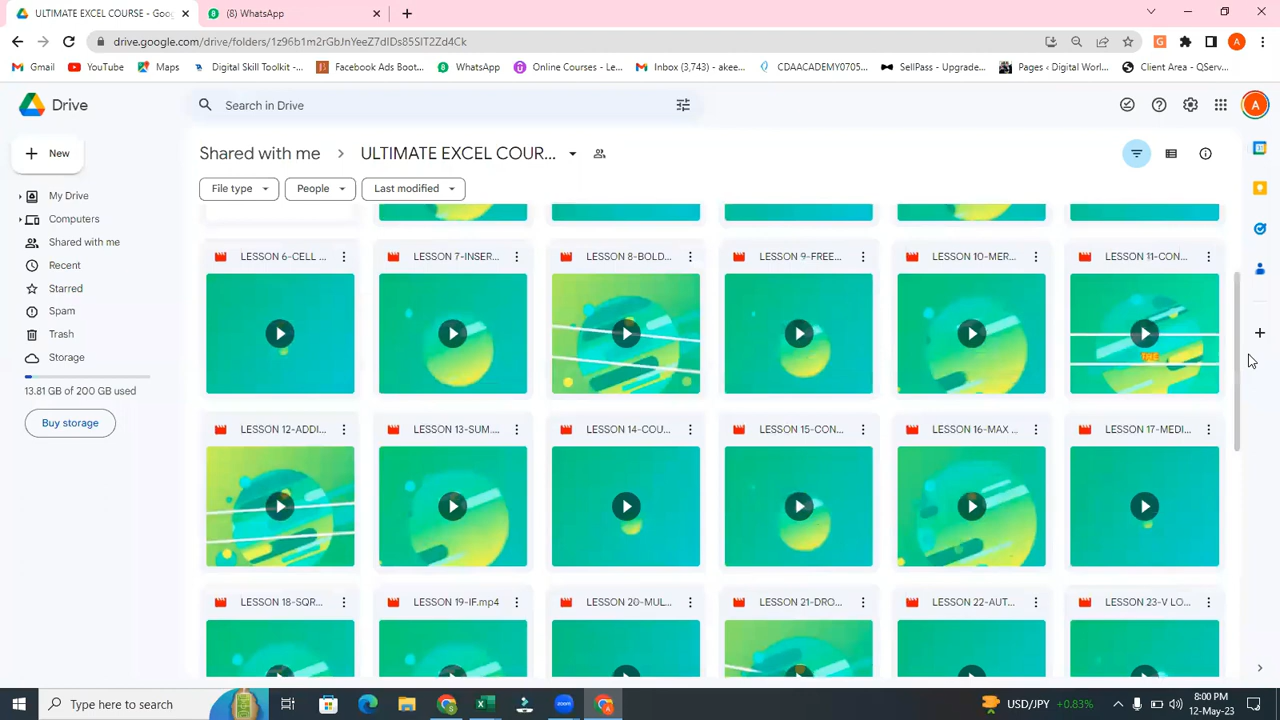 ULTIMATE EXCEL COURSE - Goo
(8) WhatsApp
drive.google.com/drive/folders/1z96b1m2rGbJnYeeZ7dIDs85SIT2Zd4Ck
Gmail YouTube Maps Digital Skill Toolkit -... Facebook Ads Boot... WhatsApp Online Courses - Le... Inbox (3,743) - akee... CDAACADEMY0705... SellPass - Upgrade... Pages ‹ Digital Worl... Client Area - QServ...
Drive
Search in Drive
A
New
Shared with me › ULTIMATE EXCEL COUR...
File type People Last modified
My Drive
Computers
Shared with me
Recent
Starred
Spam
Trash
Storage
13.81 GB of 200 GB used
Buy storage
LESSON 6-CELL ... LESSON 7-INSER... LESSON 8-BOLD... LESSON 9-FREE... LESSON 10-MER... LESSON 11-CON...
LESSON 12-ADDI... LESSON 13-SUM.... LESSON 14-COU... LESSON 15-CON... LESSON 16-MAX ... LESSON 17-MEDI...
LESSON 18-SQR... LESSON 19-IF.mp4 LESSON 20-MUL... LESSON 21-DRO... LESSON 22-AUT... LESSON 23-V LO...
Type here to search
zoom
USD/JPY +0.83%
8:00 PM
12-May-23